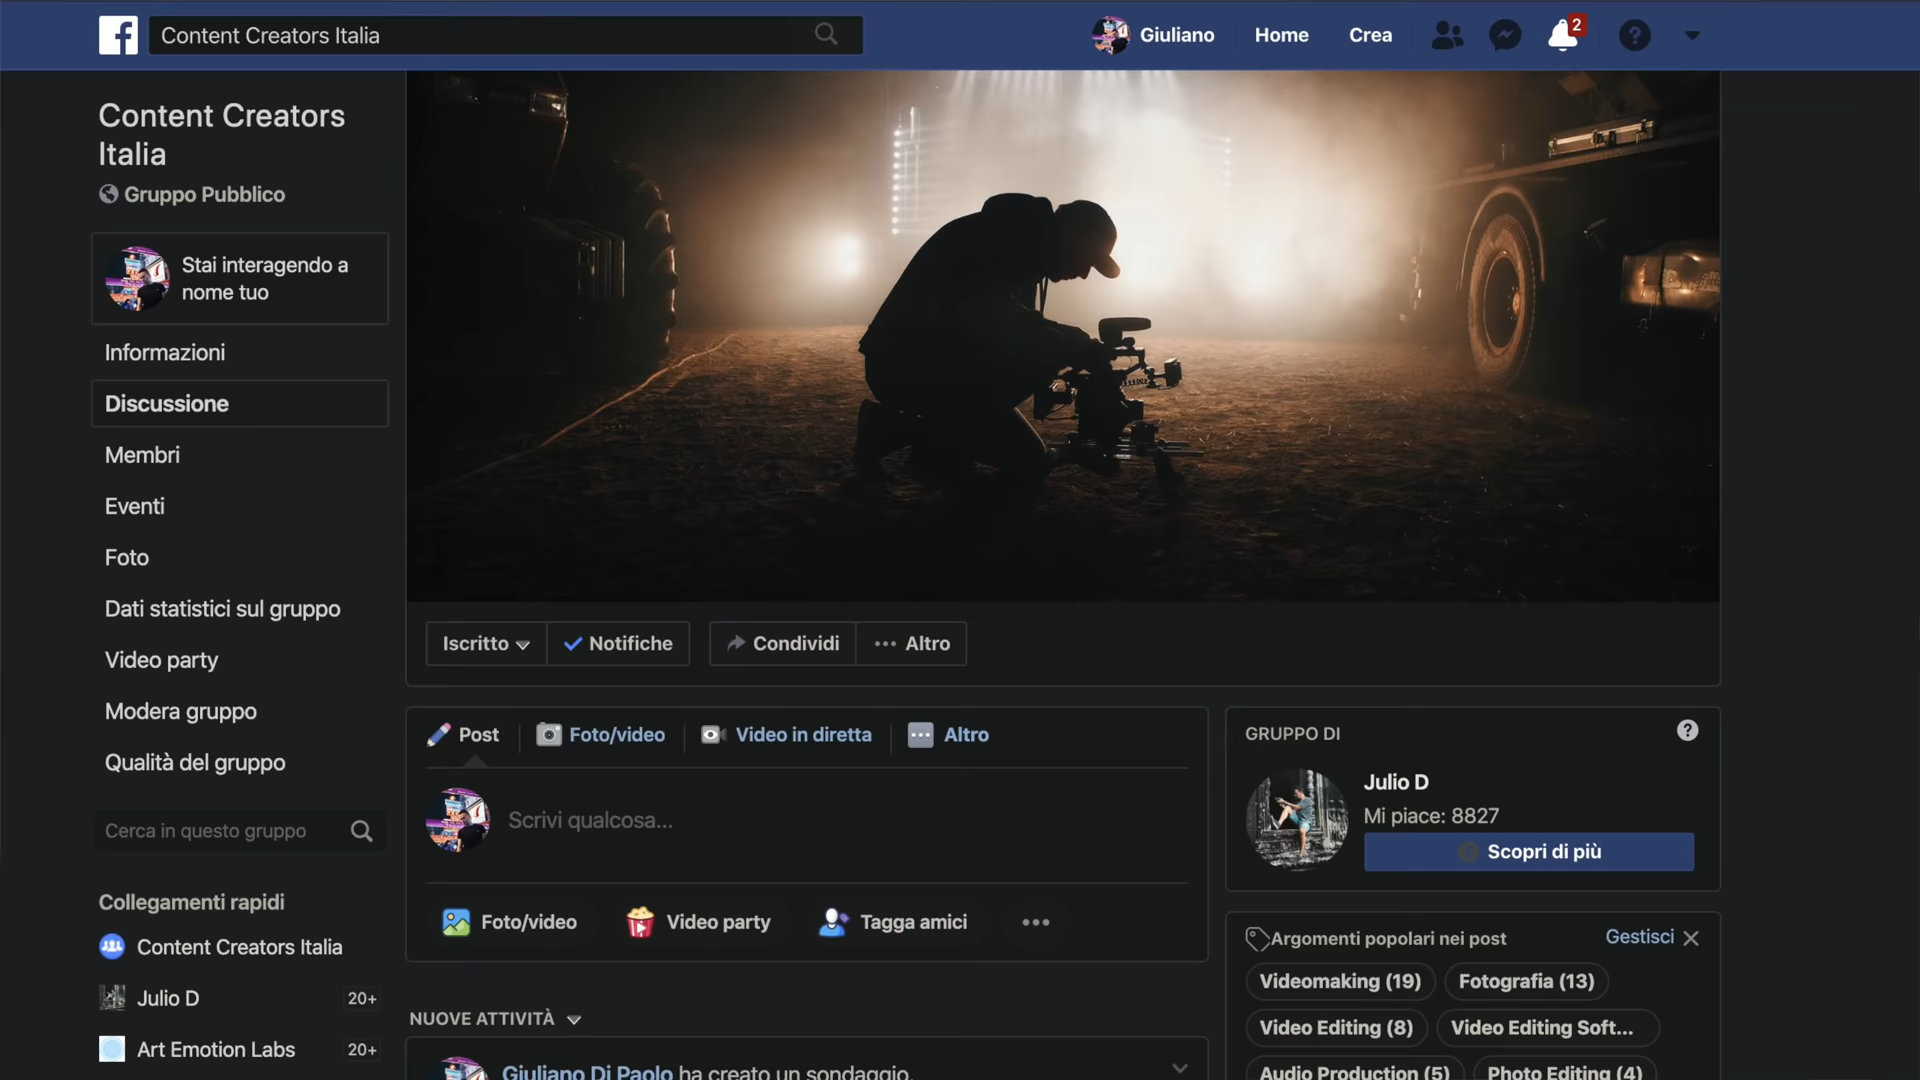 Content Creators Italia
Giuliano
Home
Crea
2
Content Creators
Italia
Gruppo Pubblico
Stai interagendo a
nome tuo
Informazioni
Discussione
Membri
Eventi
Foto
Dati statistici sul gruppo
Video party
Modera gruppo
Qualità del gruppo
Cerca in questo gruppo
Collegamenti rapidi
Content Creators Italia
Julio D 20+
Art Emotion Labs 20+
Iscritto
Notifiche
Condividi
Altro
Post
Foto/video
Video in diretta
Altro
Scrivi qualcosa...
Foto/video
Video party
Tagga amici
NUOVE ATTIVITÀ
Giuliano Di Paolo ha creato un sondaggio.
GRUPPO DI
Julio D
Mi piace: 8827
Scopri di più
Argomenti popolari nei post
Gestisci
Videomaking (19)
Fotografia (13)
Video Editing (8)
Video Editing Soft...
Audio Production (5)
Photo Editing (4)